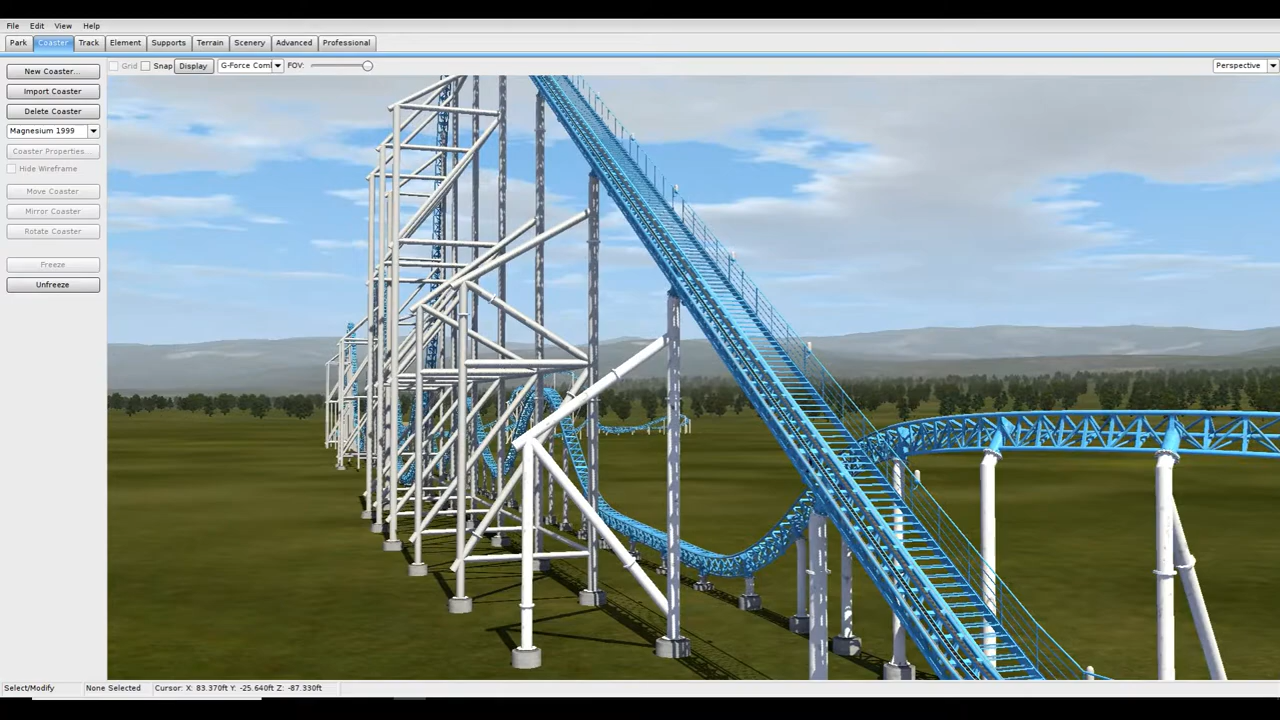 File Edit View Help
Park Coaster Track Element Supports Terrain Scenery Advanced Professional
Grid Snap Display G-Force Com FOV: Perspective
New Coaster...
Import Coaster
Delete Coaster
Magnesium 1999
Coaster Properties...
Hide Wireframe
Move Coaster
Mirror Coaster
Rotate Coaster
Freeze
Unfreeze
Select/Modify None Selected Cursor: X: 83.370ft Y: -25.640ft Z: -87.330ft